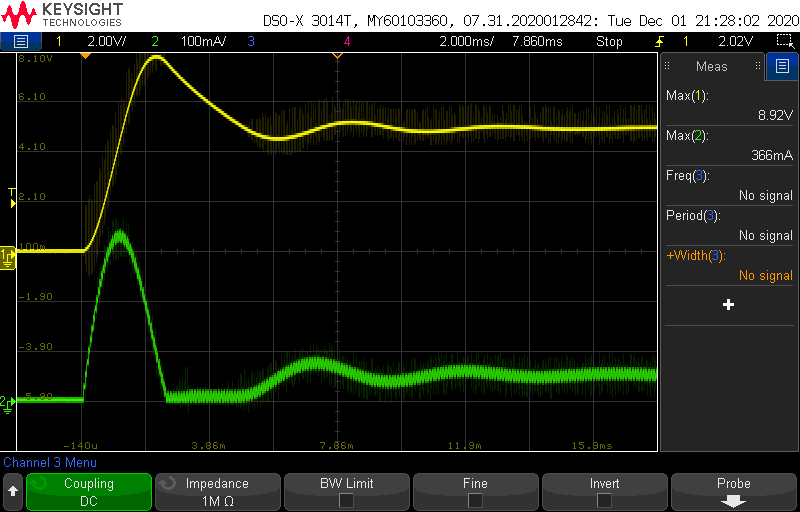 KEYSIGHT
TECHNOLOGIES
DSO-X 3014T, MY60103360, 07.31.2020012842: Tue Dec 01 21:28:02 2020
1 2.00V/ 2 100mA/ 3 4 2.000ms/ 7.860ms Stop 1 2.02V
8.10V
6.10
4.10
2.10
100m
-1.90
-3.90
-5.90
T
1
2
-140u 3.86m 7.86m 11.9m 15.9ms
Meas
Max(1):
8.92V
Max(2):
366mA
Freq(3):
No signal
Period(3):
No signal
+Width(3):
No signal
Channel 3 Menu
Coupling
DC
Impedance
1M Ω
BW Limit
Fine
Invert
Probe